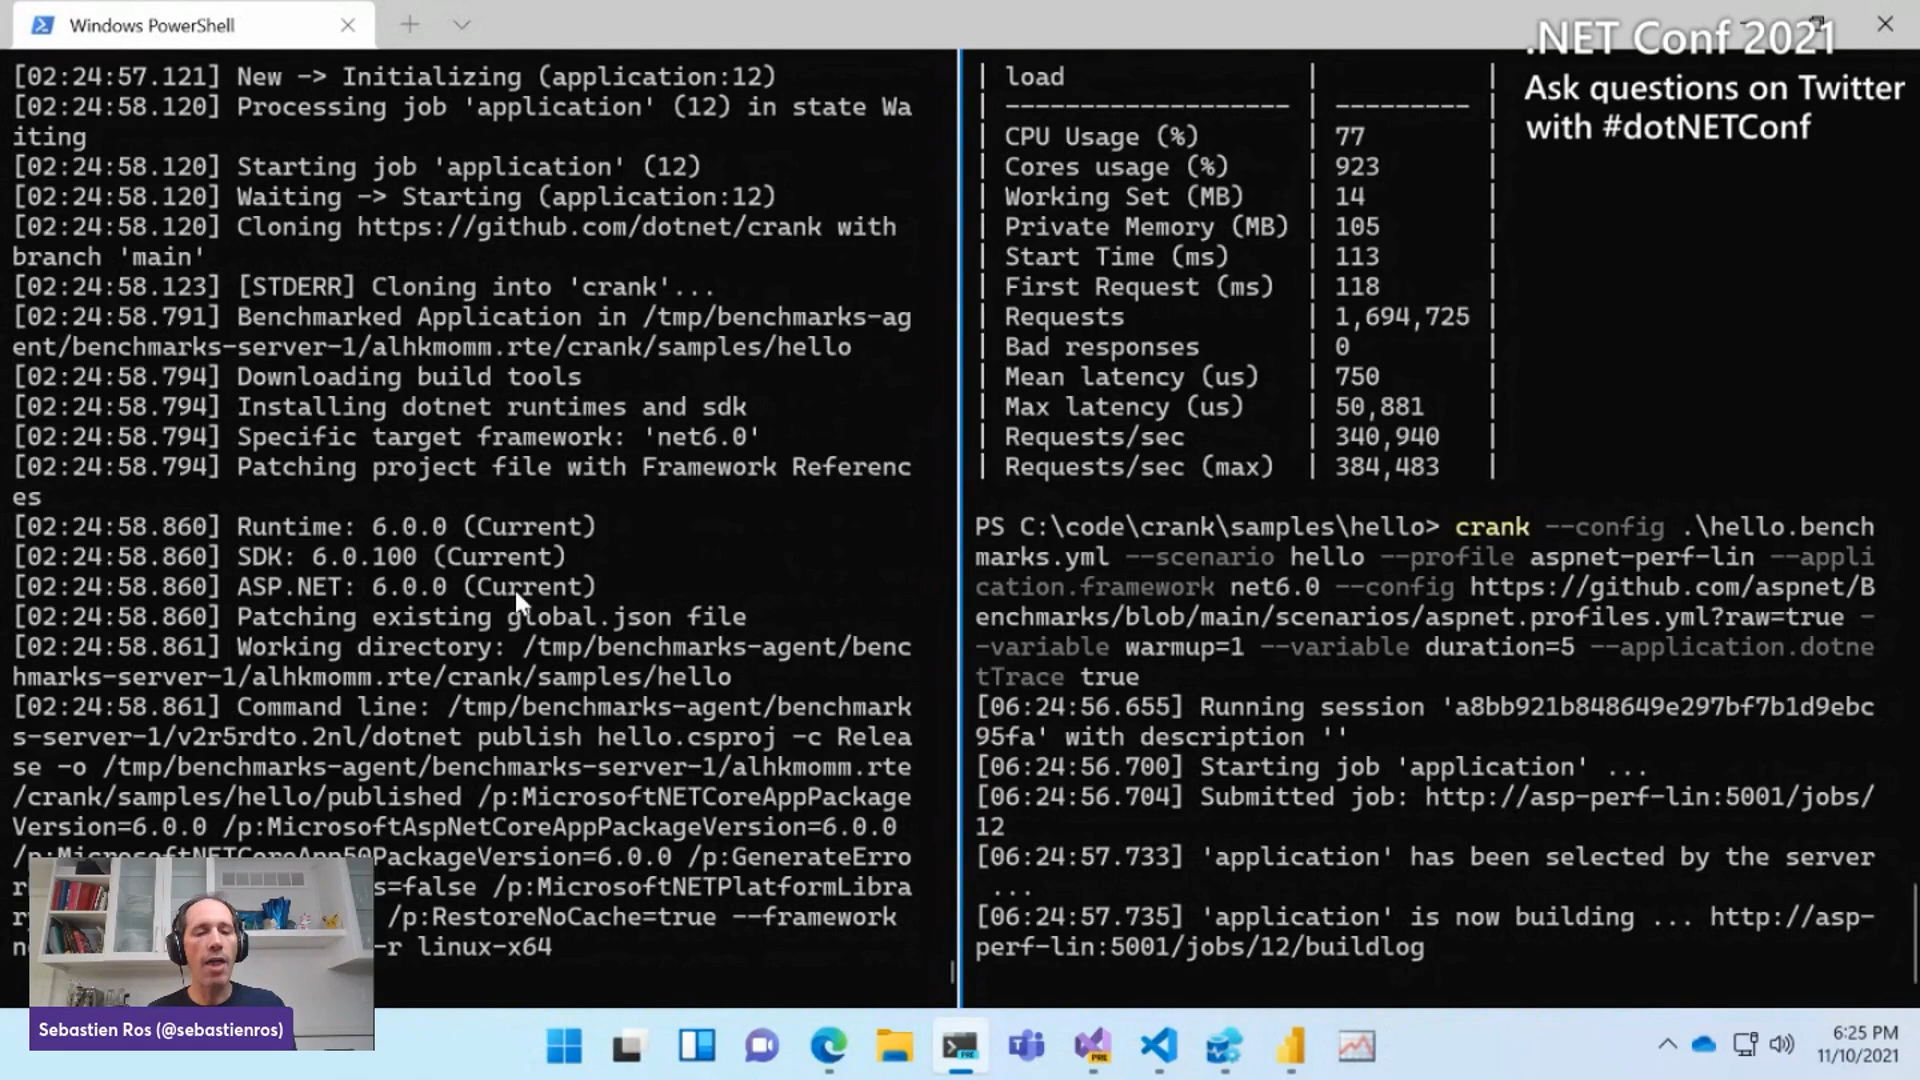 Windows PowerShell
.NET Conf 2021
Ask questions on Twitter
with #dotNETConf
[02:24:57.121] New -> Initializing (application:12)
[02:24:58.120] Processing job 'application' (12) in state Wa
iting
[02:24:58.120] Starting job 'application' (12)
[02:24:58.120] Waiting -> Starting (application:12)
[02:24:58.120] Cloning https://github.com/dotnet/crank with
branch 'main'
[02:24:58.123] [STDERR] Cloning into 'crank'...
[02:24:58.791] Benchmarked Application in /tmp/benchmarks-ag
ent/benchmarks-server-1/alhkmomm.rte/crank/samples/hello
[02:24:58.794] Downloading build tools
[02:24:58.794] Installing dotnet runtimes and sdk
[02:24:58.794] Specific target framework: 'net6.0'
[02:24:58.794] Patching project file with Framework Referenc
es
[02:24:58.860] Runtime: 6.0.0 (Current)
[02:24:58.860] SDK: 6.0.100 (Current)
[02:24:58.860] ASP.NET: 6.0.0 (Current)
[02:24:58.860] Patching existing global.json file
[02:24:58.861] Working directory: /tmp/benchmarks-agent/benc
hmarks-server-1/alhkmomm.rte/crank/samples/hello
[02:24:58.861] Command line: /tmp/benchmarks-agent/benchmark
s-server-1/v2r5rdto.2nl/dotnet publish hello.csproj -c Relea
se -o /tmp/benchmarks-agent/benchmarks-server-1/alhkmomm.rte
/crank/samples/hello/published /p:MicrosoftNETCoreAppPackage
Version=6.0.0 /p:MicrosoftAspNetCoreAppPackageVersion=6.0.0
/p:MicrosoftNETCoreApp50PackageVersion=6.0.0 /p:GenerateErro
r s=false /p:MicrosoftNETPlatformLibra
r /p:RestoreNoCache=true --framework
n -r linux-x64
| load | |
| ------------------- | --------- |
| CPU Usage (%) | 77 |
| Cores usage (%) | 923 |
| Working Set (MB) | 14 |
| Private Memory (MB) | 105 |
| Start Time (ms) | 113 |
| First Request (ms) | 118 |
| Requests | 1,694,725 |
| Bad responses | 0 |
| Mean latency (us) | 750 |
| Max latency (us) | 50,881 |
| Requests/sec | 340,940 |
| Requests/sec (max) | 384,483 |
PS C:\code\crank\samples\hello> crank --config .\hello.bench
marks.yml --scenario hello --profile aspnet-perf-lin --appli
cation.framework net6.0 --config https://github.com/aspnet/B
enchmarks/blob/main/scenarios/aspnet.profiles.yml?raw=true -
-variable warmup=1 --variable duration=5 --application.dotne
tTrace true
[06:24:56.655] Running session 'a8bb921b848649e297bf7b1d9ebc
95fa' with description ''
[06:24:56.700] Starting job 'application' ...
[06:24:56.704] Submitted job: http://asp-perf-lin:5001/jobs/
12
[06:24:57.733] 'application' has been selected by the server
...
[06:24:57.735] 'application' is now building ... http://asp-
perf-lin:5001/jobs/12/buildlog
Sebastien Ros (@sebastienros)
PRE
PRE
6:25 PM
11/10/2021